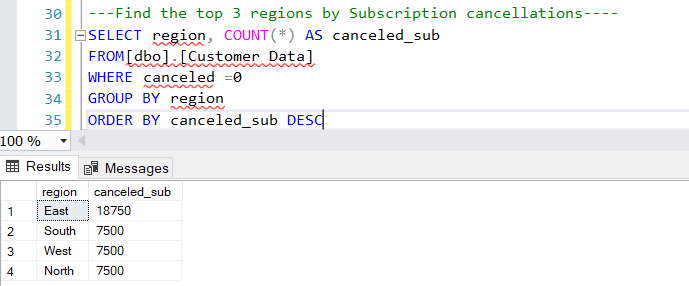 30 ---Find the top 3 regions by Subscription cancellations----
31 SELECT region, COUNT(*) AS canceled_sub
32 FROM[dbo].[Customer Data]
33 WHERE canceled =0
34 GROUP BY region
35 ORDER BY canceled_sub DESC
100 %
Results Messages
region canceled_sub
1 East 18750
2 South 7500
3 West 7500
4 North 7500